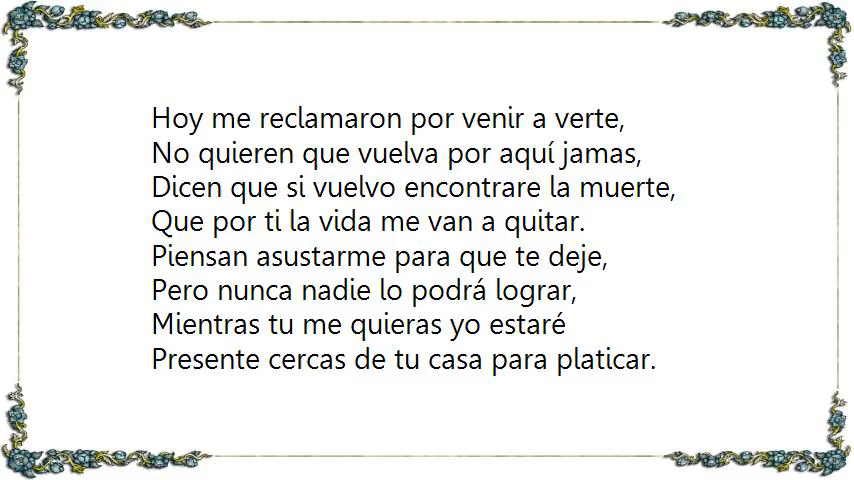 Hoy me reclamaron por venir a verte,
No quieren que vuelva por aquí jamas,
Dicen que si vuelvo encontrare la muerte,
Que por ti la vida me van a quitar.
Piensan asustarme para que te deje,
Pero nunca nadie lo podrá lograr,
Mientras tu me quieras yo estaré
Presente cercas de tu casa para platicar.